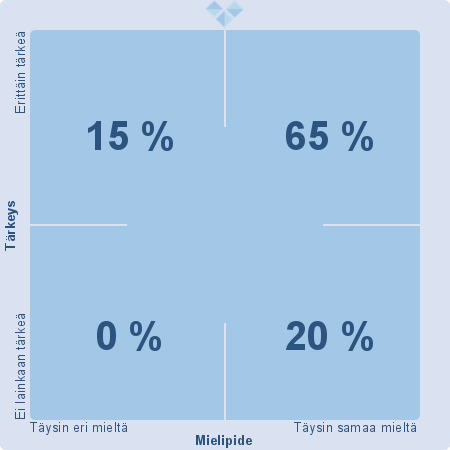 Erittäin tärkeä
15 %
65 %
Tärkeys
0 %
20 %
Ei lainkaan tärkeä
Täysin eri mieltä
Täysin samaa mieltä
Mielipide